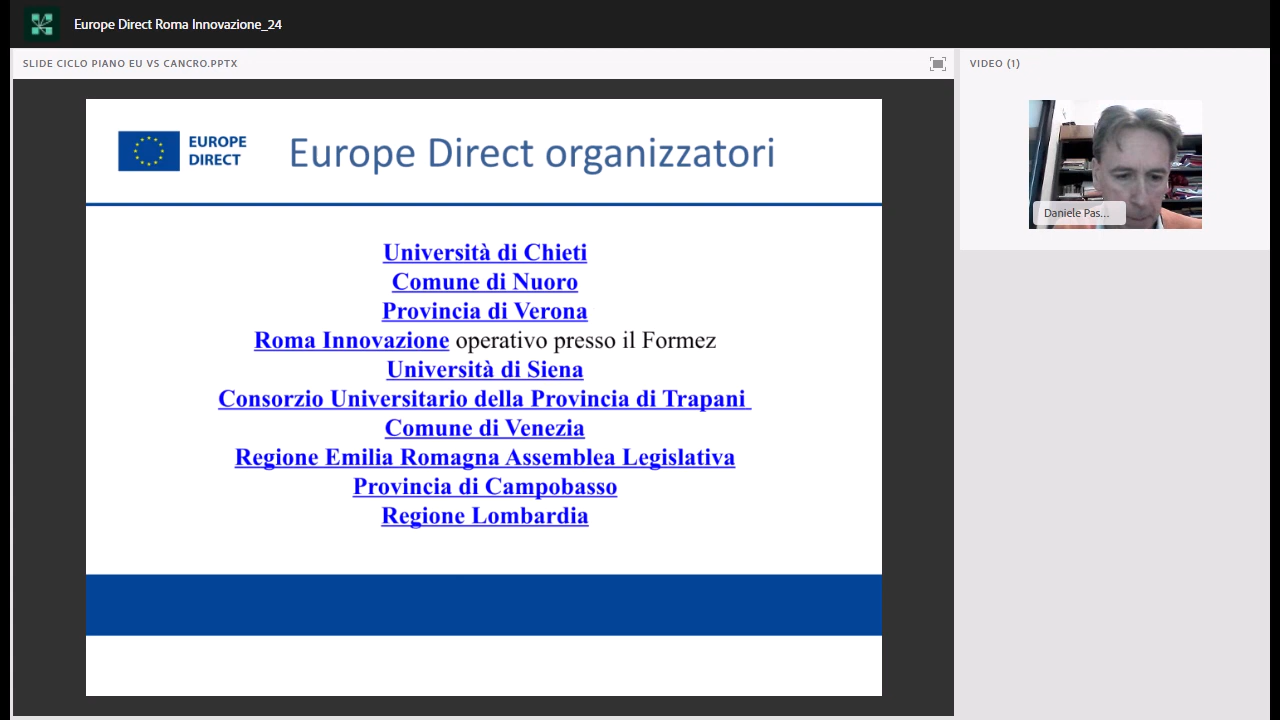 Europe Direct Roma Innovazione_24
SLIDE CICLO PIANO EU VS CANCRO.PPTX
VIDEO (1)
EUROPE
DIRECT
Europe Direct organizzatori
Università di Chieti
Comune di Nuoro
Provincia di Verona
Roma Innovazione operativo presso il Formez
Università di Siena
Consorzio Universitario della Provincia di Trapani
Comune di Venezia
Regione Emilia Romagna Assemblea Legislativa
Provincia di Campobasso
Regione Lombardia
Daniele Pas...